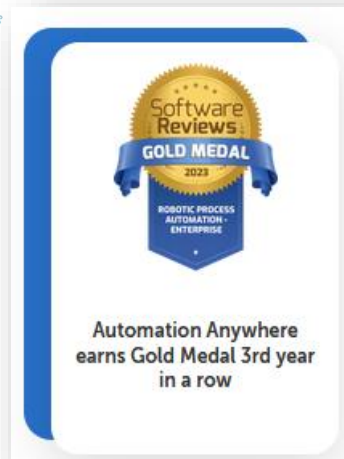 Software
Reviews
GOLD MEDAL
2023
ROBOTIC PROCESS
AUTOMATION -
ENTERPRISE
Automation Anywhere
earns Gold Medal 3rd year
in a row